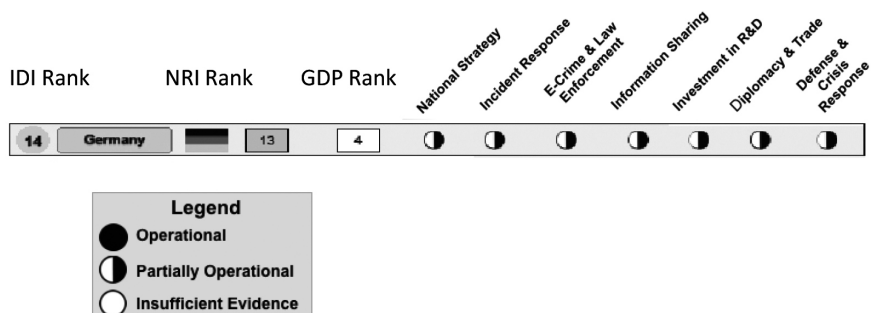 IDI Rank
NRI Rank
GDP Rank
National Strategy
Incident Response
E-Crime & Law
Enforcement
Information Sharing
Investment in R&D
Diplomacy & Trade
Defense &
Crisis
Response
14 Germany 13 4
Legend
Operational
Partially Operational
Insufficient Evidence